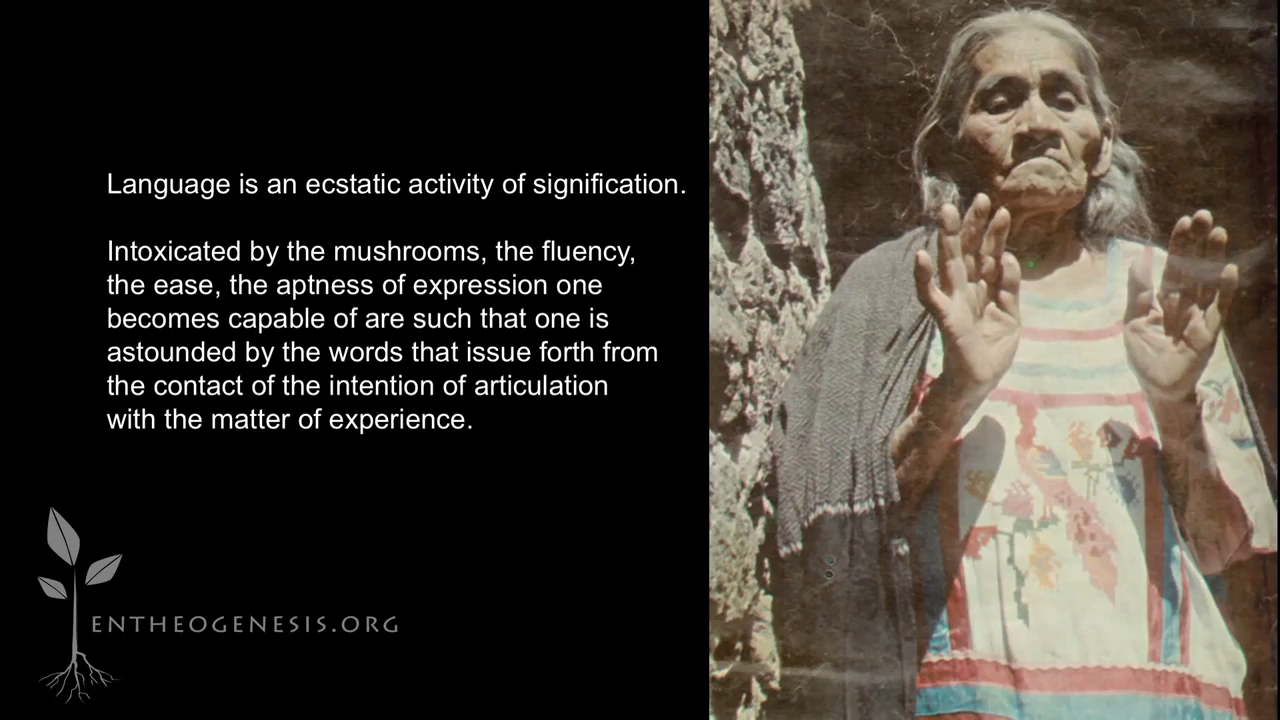 Language is an ecstatic activity of signification.
Intoxicated by the mushrooms, the fluency,
the ease, the aptness of expression one
becomes capable of are such that one is
astounded by the words that issue forth from
the contact of the intention of articulation
with the matter of experience.
ENTHEOGENESIS.ORG